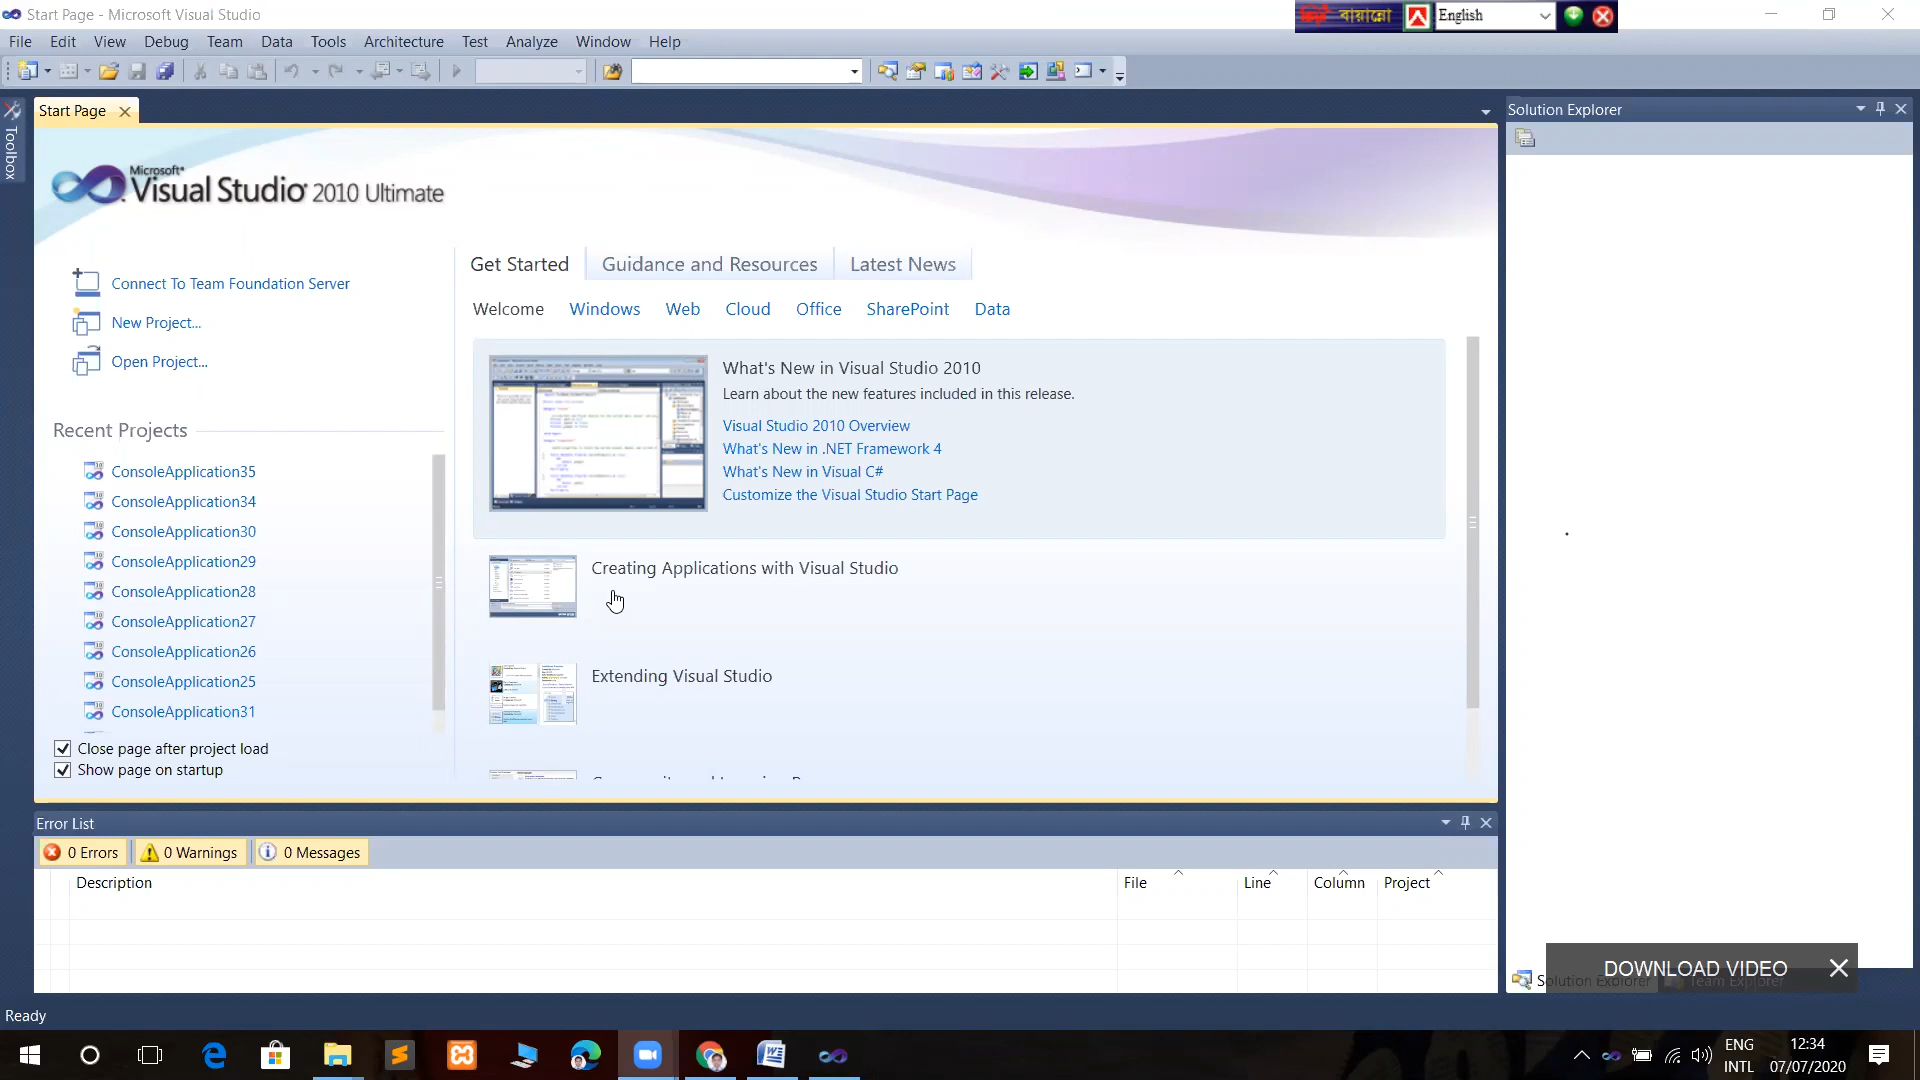 Start Page - Microsoft Visual Studio
বায়ান্নো
English
File Edit View Debug Team Data Tools Architecture Test Analyze Window Help
Toolbox
Start Page
Solution Explorer
Microsoft
Visual Studio 2010 Ultimate
Connect To Team Foundation Server
New Project...
Open Project...
Recent Projects
ConsoleApplication35
ConsoleApplication34
ConsoleApplication30
ConsoleApplication29
ConsoleApplication28
ConsoleApplication27
ConsoleApplication26
ConsoleApplication25
ConsoleApplication31
Close page after project load
Show page on startup
Get Started Guidance and Resources Latest News
Welcome Windows Web Cloud Office SharePoint Data
What's New in Visual Studio 2010
Learn about the new features included in this release.
Visual Studio 2010 Overview
What's New in .NET Framework 4
What's New in Visual C#
Customize the Visual Studio Start Page
Creating Applications with Visual Studio
Extending Visual Studio
Error List
0 Errors 0 Warnings 0 Messages
Description File Line Column Project
DOWNLOAD VIDEO
Solution Explorer Team Explorer
Ready
ENG 12:34
INTL 07/07/2020